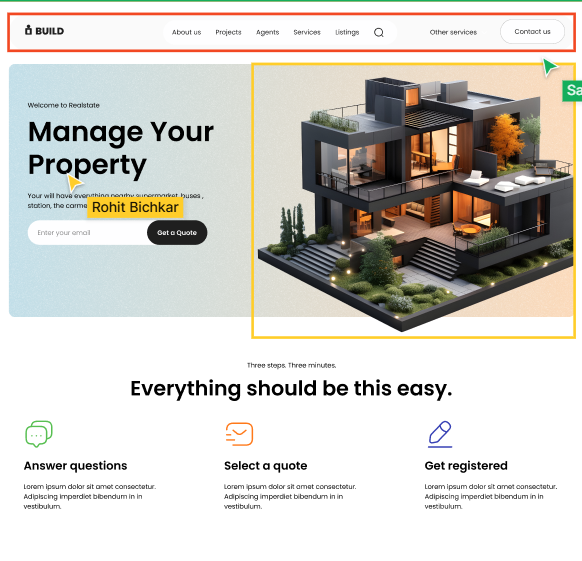 BUILD
About us Projects Agents Services Listings Other services Contact us
Sa
Welcome to Realstate
Manage Your
Property
Your will have everything nearby supermarket, buses ,
station, the carme
Rohit Bichkar
Enter your email Get a Quote
Three steps. Three minutes.
Everything should be this easy.
Answer questions Select a quote Get registered
Lorem ipsum dolor sit amet consectetur. Lorem ipsum dolor sit amet consectetur. Lorem ipsum dolor sit amet consectetur.
Adipiscing imperdiet bibendum in in Adipiscing imperdiet bibendum in in Adipiscing imperdiet bibendum in in
vestibulum. vestibulum. vestibulum.